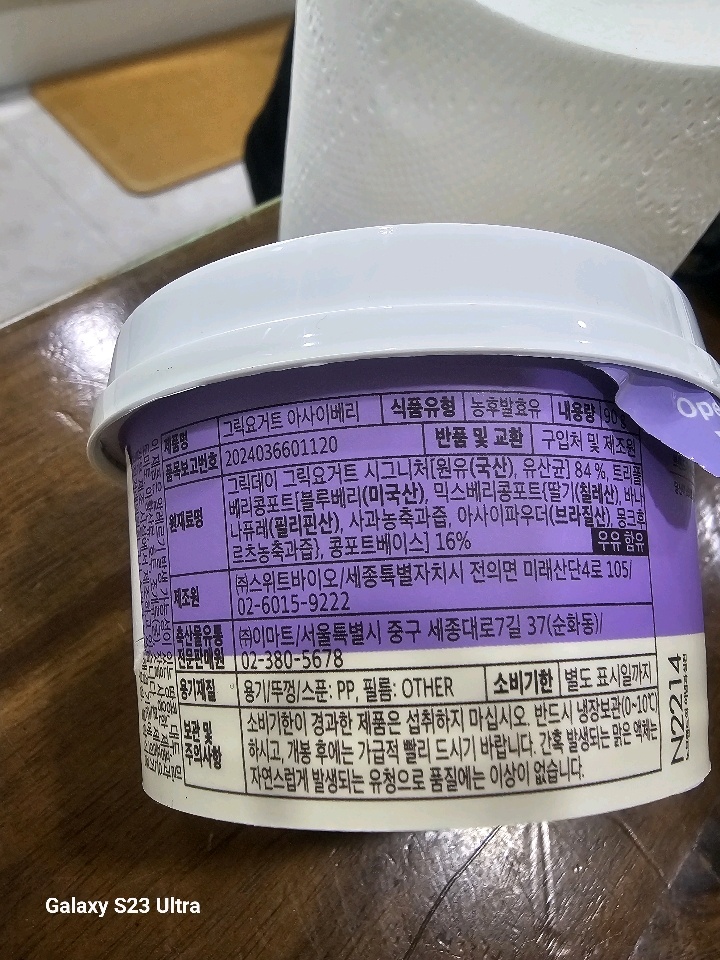 Ope
제품명 그릭요거트 아사이베리 식품유형 농후발효유 내용량 90
품목보고번호 2024036601120 반품 및 교환 구입처 및 제조원
원재료명 그릭데이 그릭요거트 시그니처[원유(국산), 유산균] 84 %, 트리플
베리콩포트[블루베리(미국산), 믹스베리콩포트{딸기(칠레산), 바나
나퓨레(필리핀산), 사과농축과즙, 아사이파우더(브라질산), 몽크후
르츠농축과즙}, 콩포트베이스] 16% 우유 함유
제조원 ㈜스위트바이오/세종특별자치시 전의면 미래산단4로 105/
02-6015-9222
축산물유통
전문판매원 ㈜이마트/서울특별시 중구 세종대로7길 37(순화동)/
02-380-5678
용기재질 용기/뚜껑/스푼: PP, 필름: OTHER 소비기한 별도 표시일까지
보관 및
주의사항 소비기한이 경과한 제품은 섭취하지 마십시오. 반드시 냉장보관(0~10℃)
하시고, 개봉 후에는 가급적 빨리 드시기 바랍니다. 간혹 발생되는 맑은 액체는
자연스럽게 발생되는 유청으로 품질에는 이상이 없습니다.
N2214
Galaxy S23 Ultra